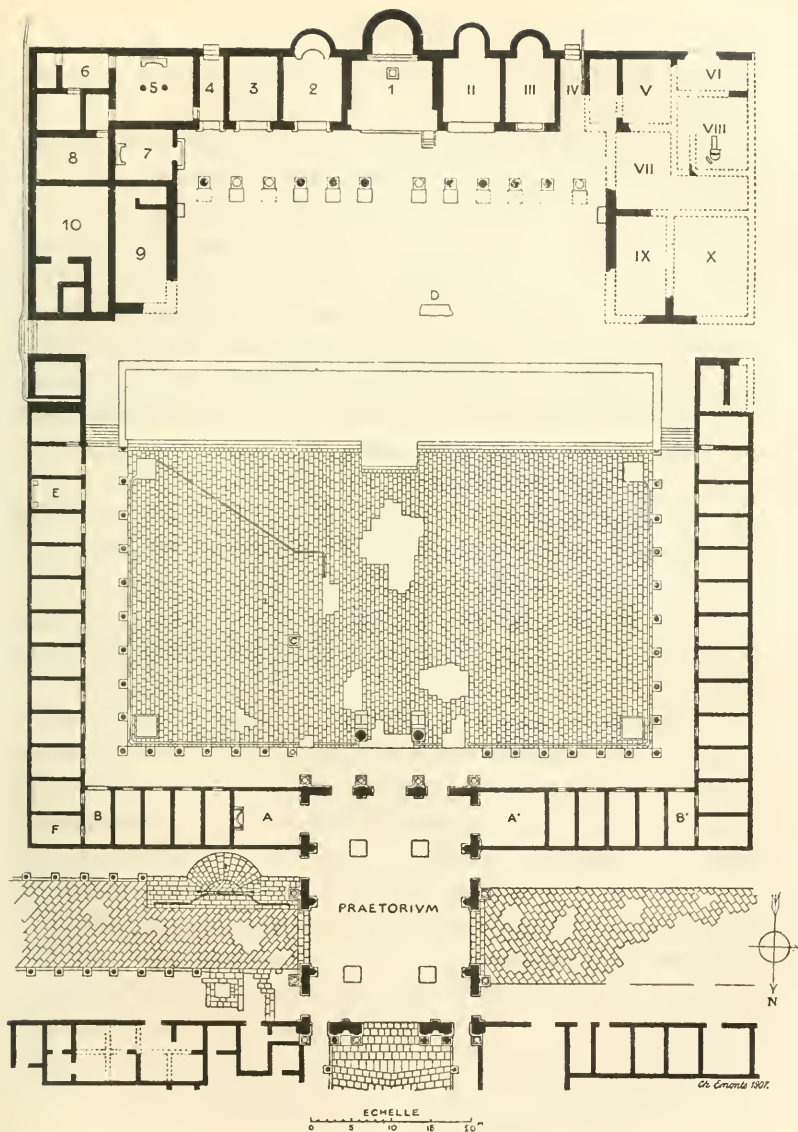 6 5 4 3 2 1 II III IV V VI
8 7 VII VIII
10 9 IX X
D
E
C
F B A A' B'
PRAETORIVM
N
Ch. Emonts 1907.
ECHELLE
0 5 10 15 20 m